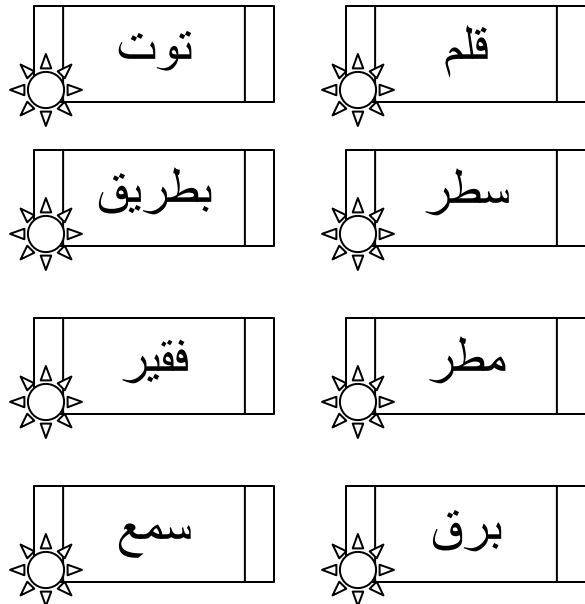 قلم
توت
سطر
بطريق
مطر
فقير
برق
سمع